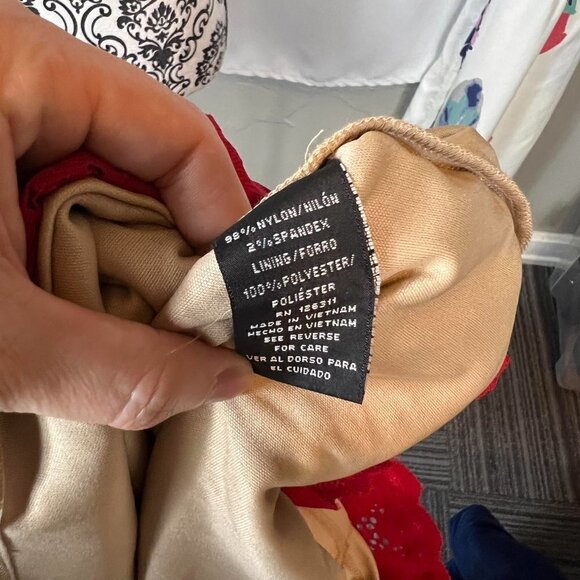 98%NYLON/NILÓN
2%SPANDEX
LINING/FORRO
100%POLYESTER/
POLIÉSTER
RN 126311
MADE IN VIETNAM
HECHO EN VIETNAM
SEE REVERSE
FOR CARE
VER AL DORSO PARA
EL CUIDADO